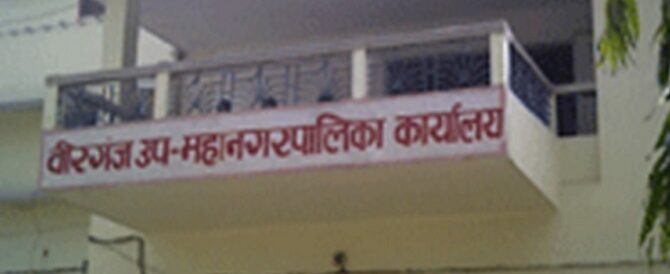 वीरगंज उप-महानगरपालिका कार्यालय